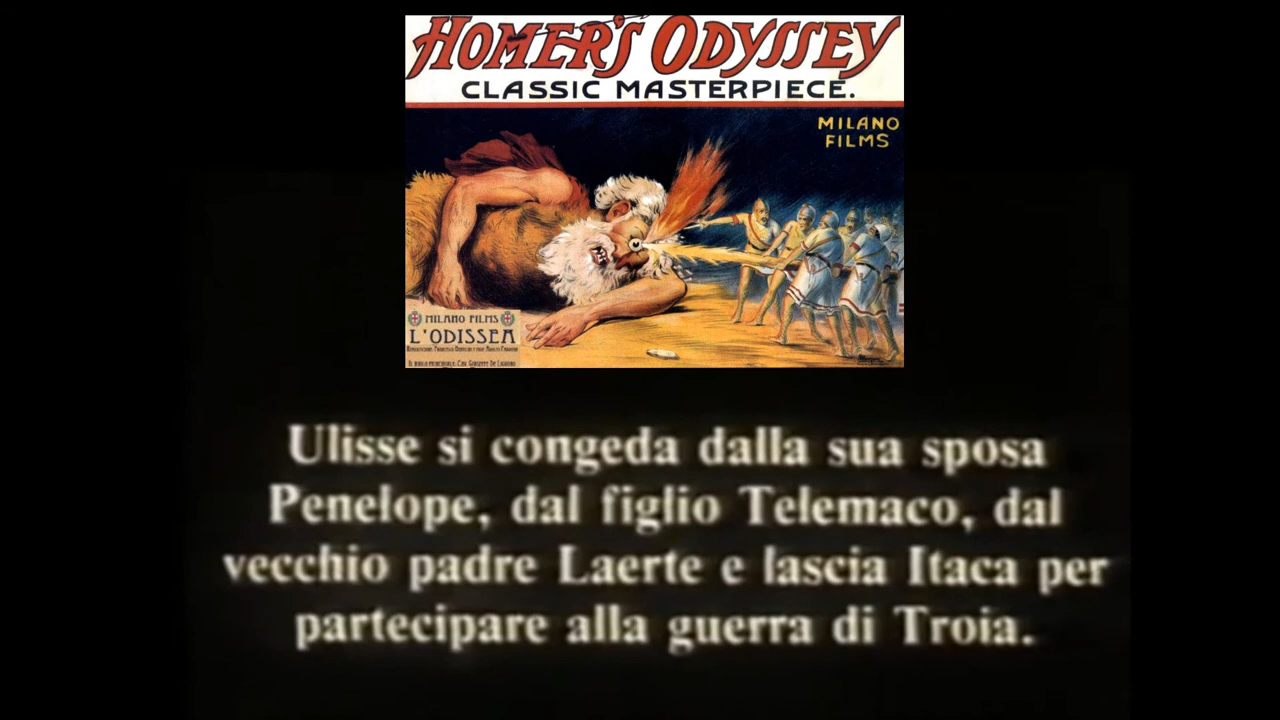 HOMER'S ODYSSEY
CLASSIC MASTERPIECE.
MILANO
FILMS
MILANO FILMS
L'ODISSEA
Ulisse si congeda dalla sua sposa
Penelope, dal figlio Telemaco, dal
vecchio padre Laerte e lascia Itaca per
partecipare alla guerra di Troia.